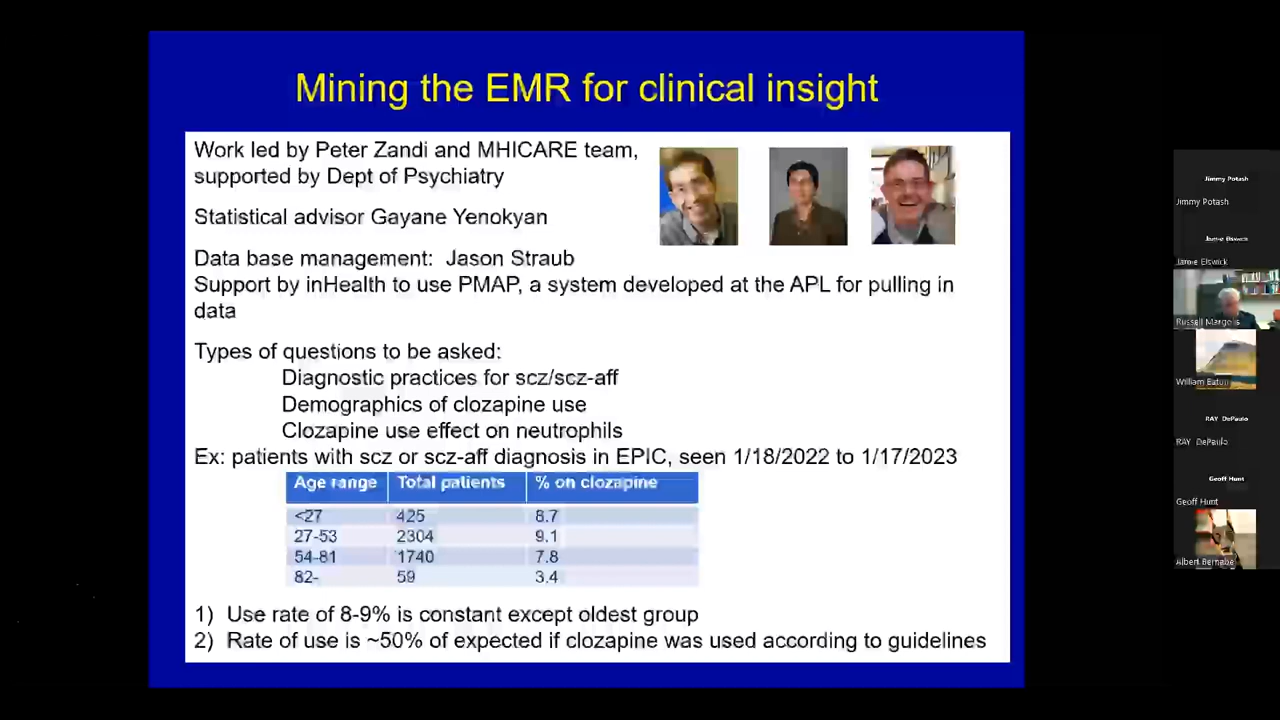 Mining the EMR for clinical insight
Work led by Peter Zandi and MHICARE team,
supported by Dept of Psychiatry
Statistical advisor Gayane Yenokyan
Data base management: Jason Straub
Support by inHealth to use PMAP, a system developed at the APL for pulling in
data
Types of questions to be asked:
Diagnostic practices for scz/scz-aff
Demographics of clozapine use
Clozapine use effect on neutrophils
Ex: patients with scz or scz-aff diagnosis in EPIC, seen 1/18/2022 to 1/17/2023
Age range Total patients % on clozapine
<27 425 8.7
27-53 2304 9.1
54-81 1740 7.8
82- 59 3.4
1) Use rate of 8-9% is constant except oldest group
2) Rate of use is ~50% of expected if clozapine was used according to guidelines
Jimmy Potash
Jimmy Potash
Jamie Elswick
Jamie Elswick
Russell Margolis
William Eaton
RAY DePaulo
RAY DePaulo
Geoff Hunt
Geoff Hunt
Albert Bernabe